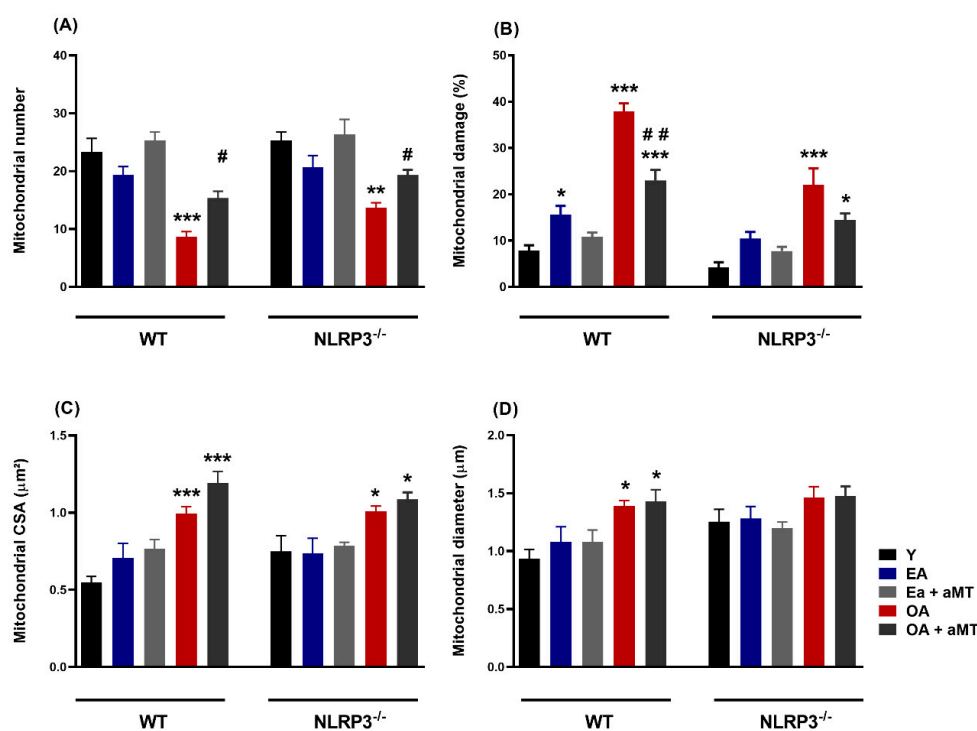 (A)
Mitochondrial number
40
30
20
10
0
***
#
**
#
WT
NLRP3-/-
(B)
Mitochondrial damage (%)
50
40
30
20
10
0
*
***
# #
***
***
*
WT
NLRP3-/-
(C)
Mitochondrial CSA (μm²)
1.5
1.0
0.5
0.0
***
***
*
*
WT
NLRP3-/-
(D)
Mitochondrial diameter (μm)
2.0
1.5
1.0
0.5
0.0
*
*
WT
NLRP3-/-
Y
EA
Ea + aMT
OA
OA + aMT